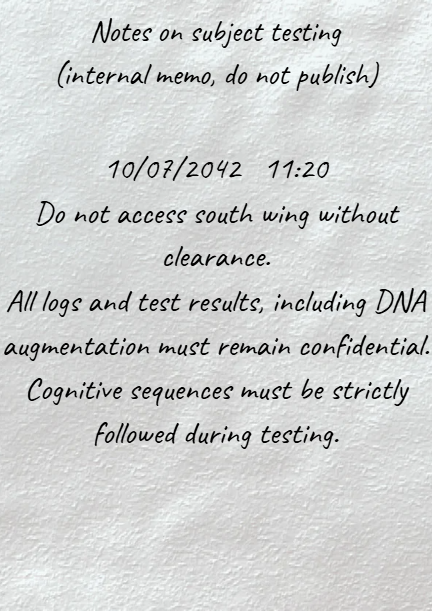 Notes on subject testing
(internal memo, do not publish)
10/07/2042 11:20
Do not access south wing without
clearance.
All logs and test results, including DNA
augmentation must remain confidential.
Cognitive sequences must be strictly
followed during testing.